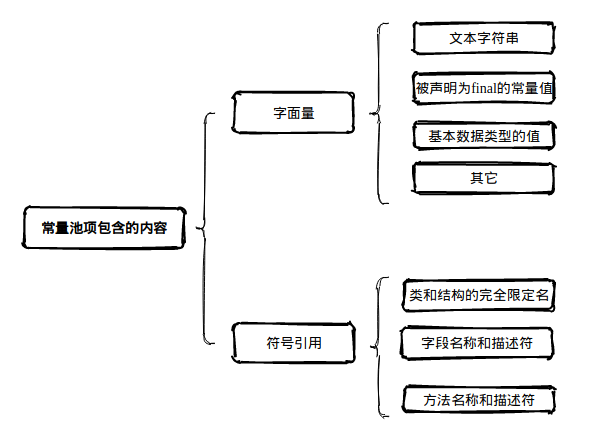 常量池项包含的内容
字面量
文本字符串
被声明为final的常量值
基本数据类型的值
其它
符号引用
类和结构的完全限定名
字段名称和描述符
方法名称和描述符